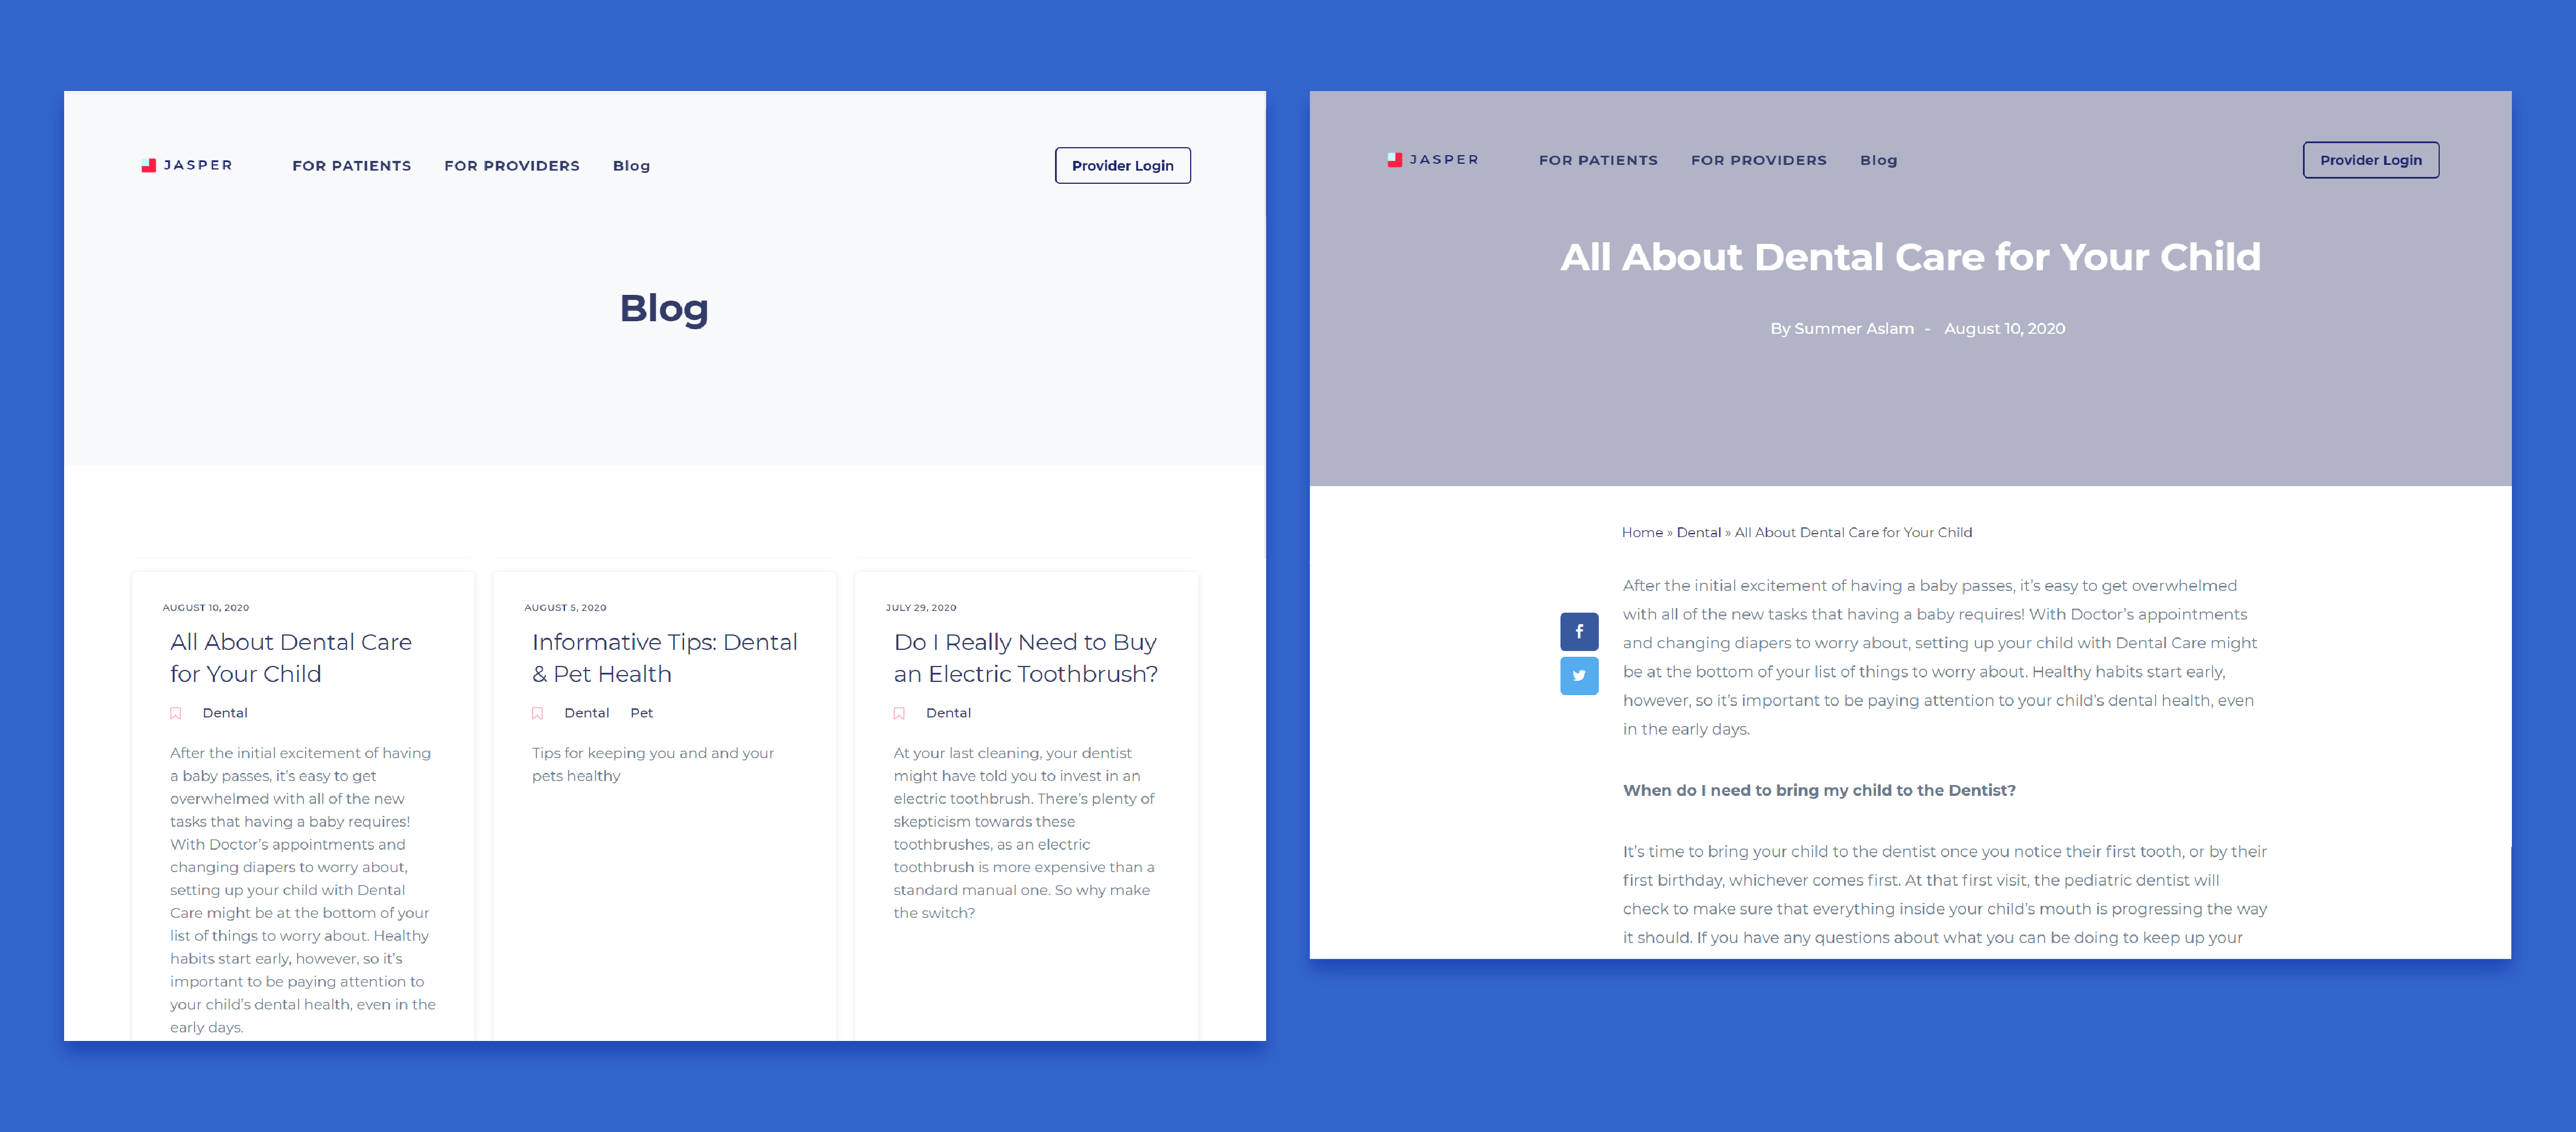 JASPER FOR PATIENTS FOR PROVIDERS Blog Provider Login
Blog
AUGUST 10, 2020
All About Dental Care
for Your Child
Dental
After the initial excitement of having
a baby passes, it's easy to get
overwhelmed with all of the new
tasks that having a baby requires!
With Doctor's appointments and
changing diapers to worry about,
setting up your child with Dental
Care might be at the bottom of your
list of things to worry about. Healthy
habits start early, however, so it's
important to be paying attention to
your child's dental health, even in the
early days.
AUGUST 5, 2020
Informative Tips: Dental
& Pet Health
Dental Pet
Tips for keeping you and and your
pets healthy
JULY 29, 2020
Do I Really Need to Buy
an Electric Toothbrush?
Dental
At your last cleaning, your dentist
might have told you to invest in an
electric toothbrush. There's plenty of
skepticism towards these
toothbrushes, as an electric
toothbrush is more expensive than a
standard manual one. So why make
the switch?
JASPER FOR PATIENTS FOR PROVIDERS Blog Provider Login
All About Dental Care for Your Child
By Summer Aslam - August 10, 2020
Home » Dental » All About Dental Care for Your Child
After the initial excitement of having a baby passes, it's easy to get overwhelmed
with all of the new tasks that having a baby requires! With Doctor's appointments
and changing diapers to worry about, setting up your child with Dental Care might
be at the bottom of your list of things to worry about. Healthy habits start early,
however, so it's important to be paying attention to your child's dental health, even
in the early days.
When do I need to bring my child to the Dentist?
It's time to bring your child to the dentist once you notice their first tooth, or by their
first birthday, whichever comes first. At that first visit, the pediatric dentist will
check to make sure that everything inside your child's mouth is progressing the way
it should. If you have any questions about what you can be doing to keep up your